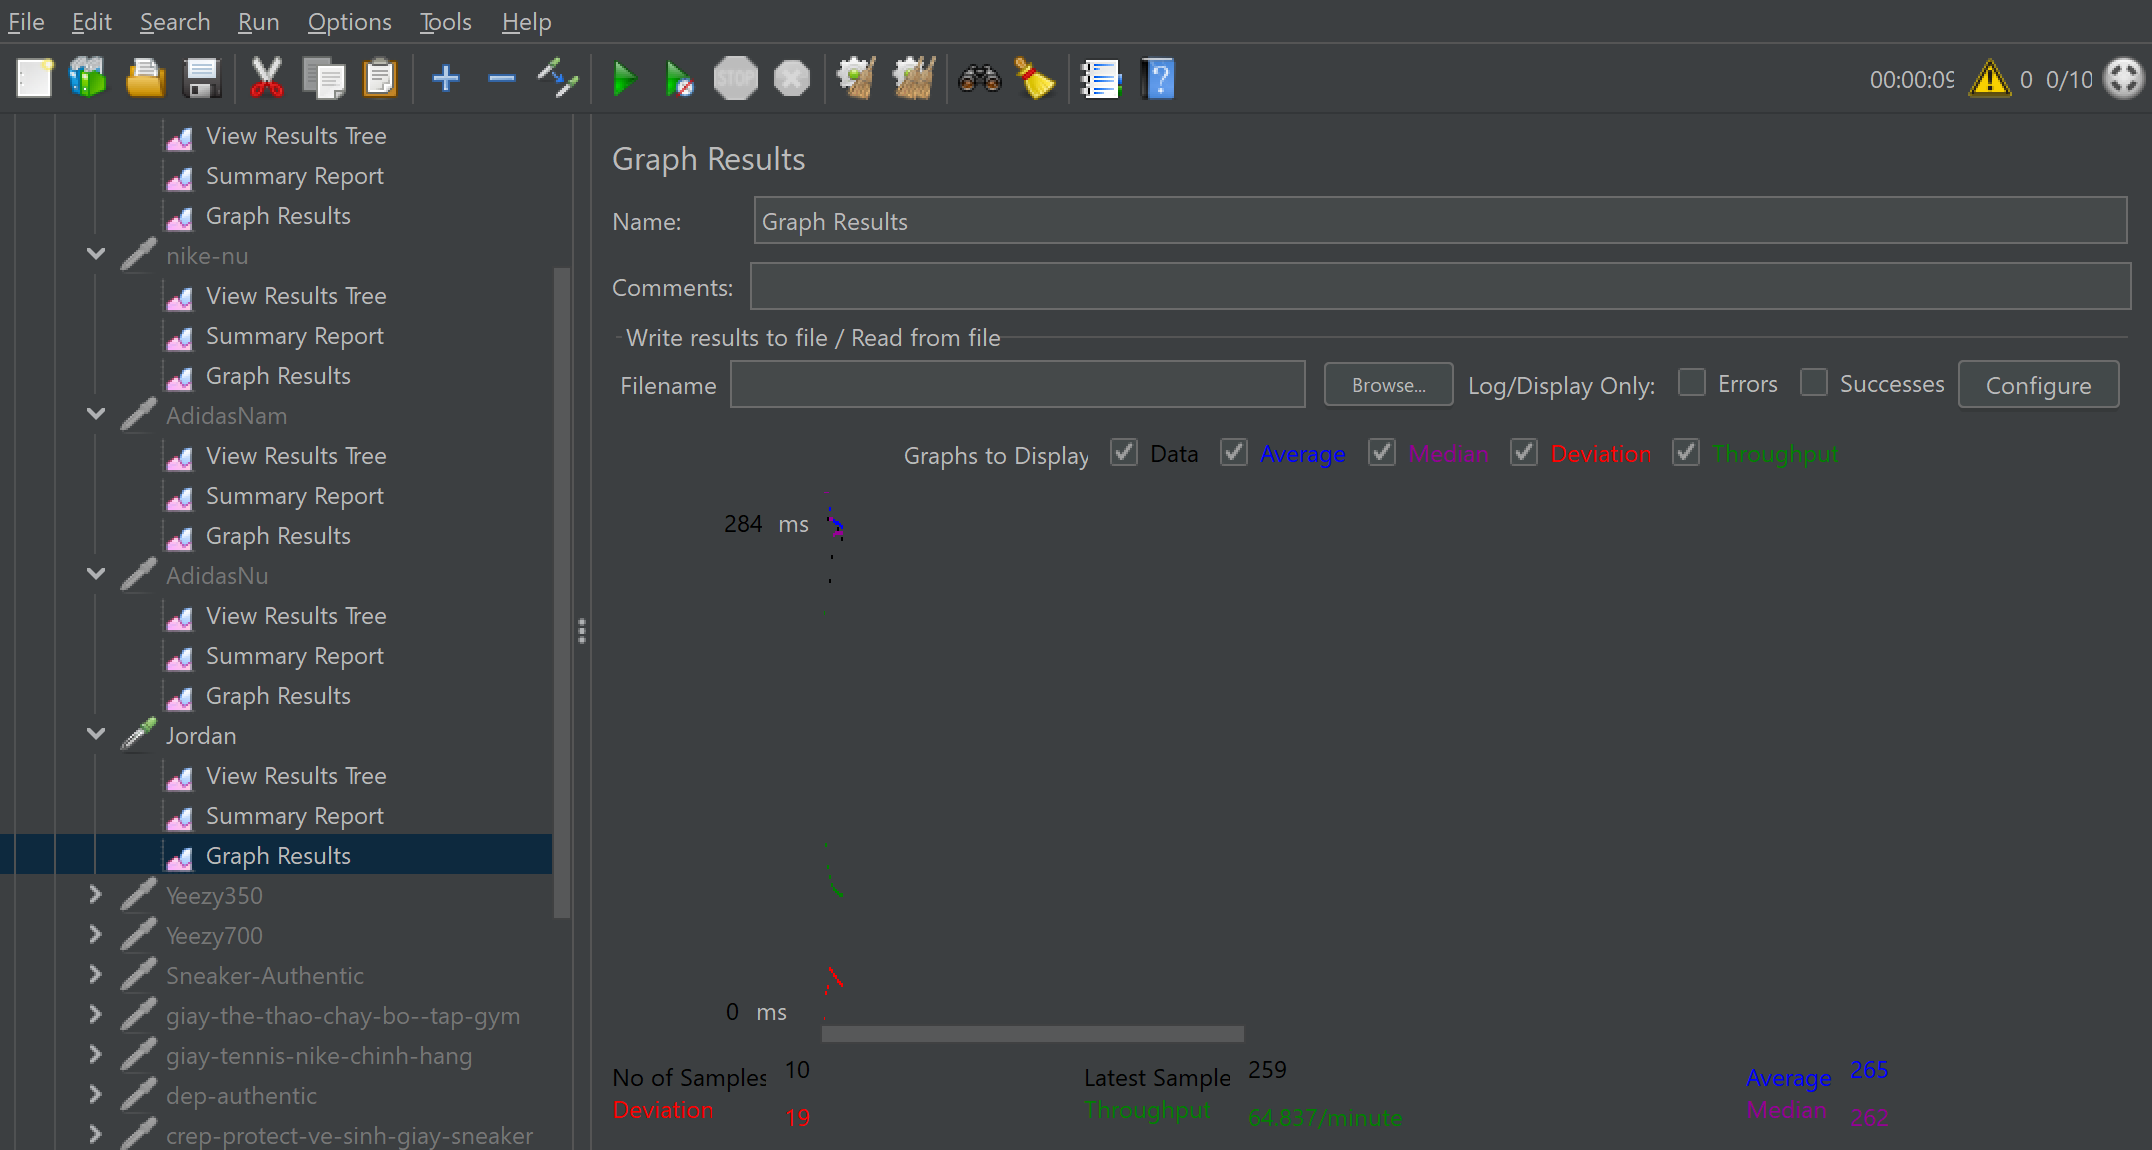 File Edit Search Run Options Tools Help
STOP 00:00:09 0 0/10
View Results Tree
Summary Report
Graph Results
nike-nu
View Results Tree
Summary Report
Graph Results
AdidasNam
View Results Tree
Summary Report
Graph Results
AdidasNu
View Results Tree
Summary Report
Graph Results
Jordan
View Results Tree
Summary Report
Graph Results
Yeezy350
Yeezy700
Sneaker-Authentic
giay-the-thao-chay-bo--tap-gym
giay-tennis-nike-chinh-hang
dep-authentic
crep-protect-ve-sinh-giay-sneaker
Graph Results
Name: Graph Results
Comments:
Write results to file / Read from file
Filename Browse... Log/Display Only: Errors Successes Configure
Graphs to Display Data Average Median Deviation Throughput
284 ms
0 ms
No of Samples 10 Latest Sample 259 Average 265
Deviation 19 Throughput 64.837/minute Median 262